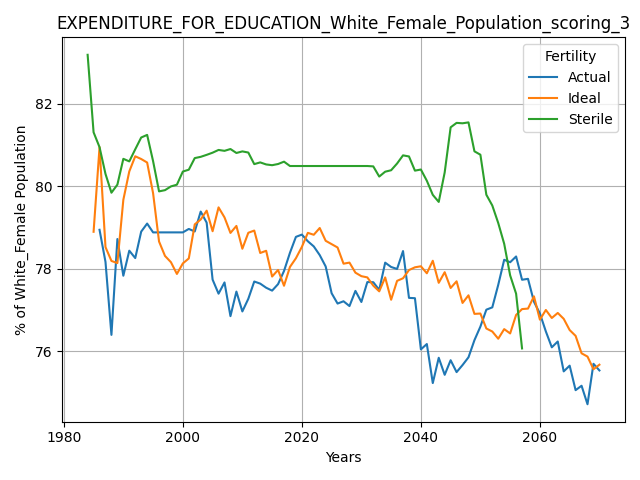 EXPENDITURE_FOR_EDUCATION_White_Female_Population_scoring_3
Fertility
Actual
Ideal
Sterile
% of White_Female Population
82
80
78
76
1980
2000
2020
2040
2060
Years